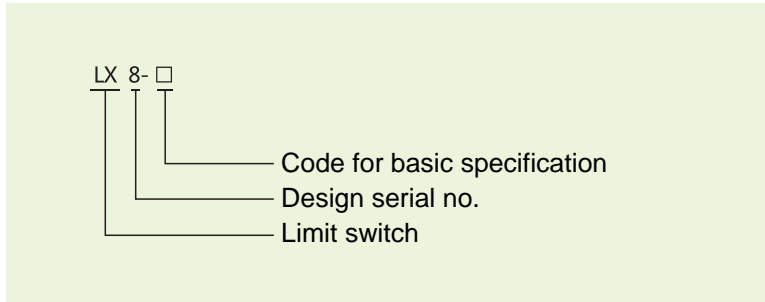 LX 8- □
Code for basic specification
Design serial no.
Limit switch